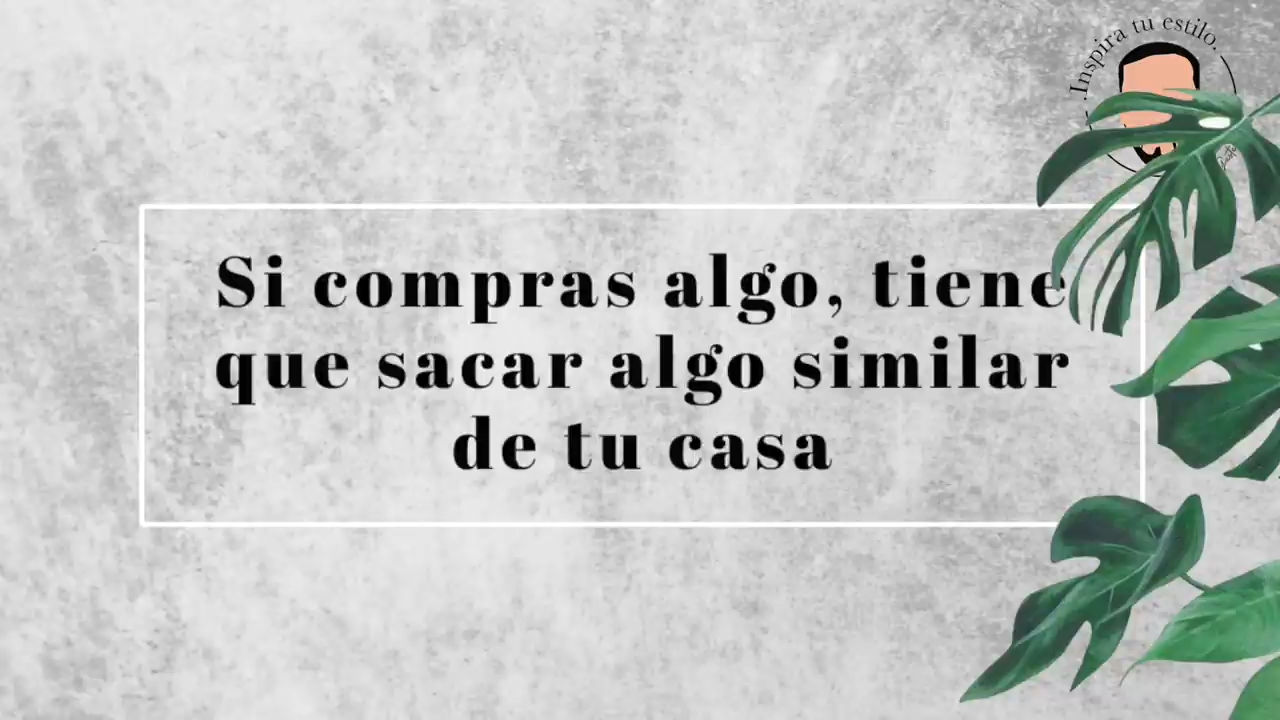 .Inspira tu estilo.
Si compras algo, tiene
que sacar algo similar
de tu casa